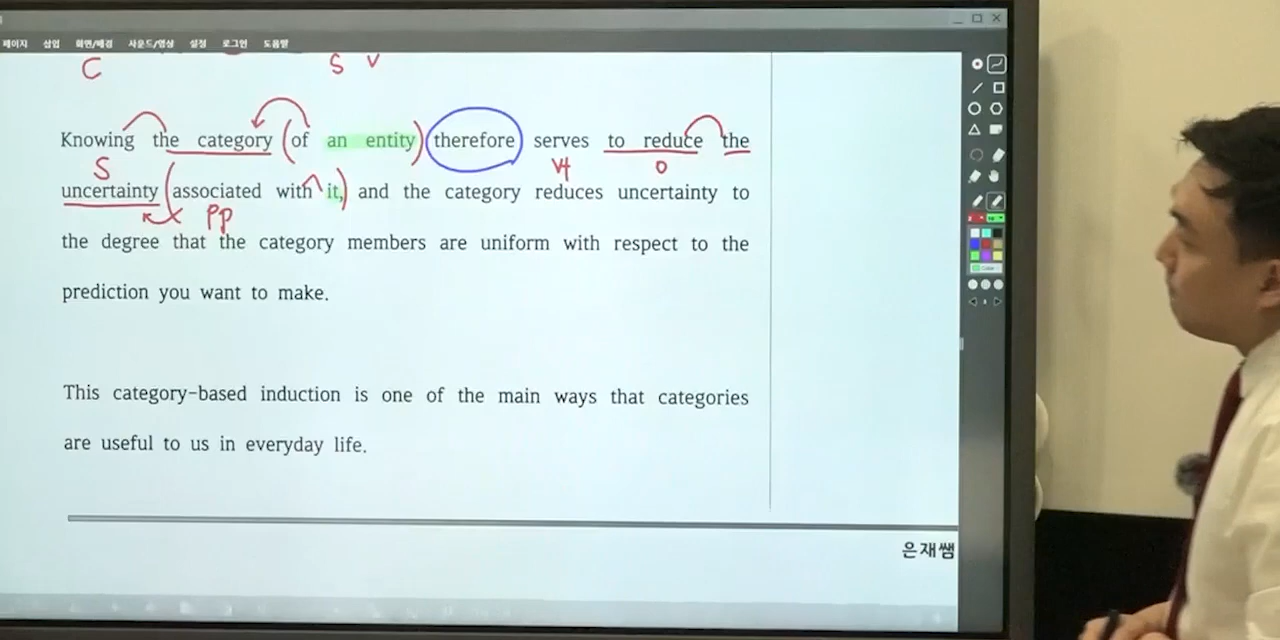 페이지 삽입 화면/배경 사운드/영상 설정 로그인 도움말
C S V
Knowing the category (of an entity) therefore serves to reduce the
S vt O
uncertainty (associated with it,) and the category reduces uncertainty to
pp
the degree that the category members are uniform with respect to the
prediction you want to make.
This category-based induction is one of the main ways that categories
are useful to us in everyday life.
은재쌤